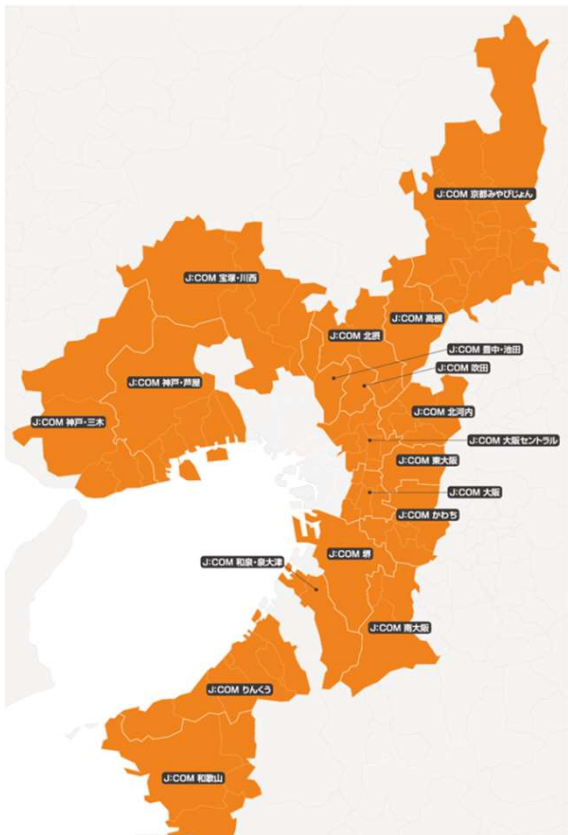 J:COM 京都みやびじょん
J:COM 宝塚・川西
J:COM 高槻
J:COM 北摂
J:COM 豊中・池田
J:COM 吹田
J:COM 神戸・芦屋
J:COM 北河内
J:COM 神戸・三木
J:COM 大阪セントラル
J:COM 東大阪
J:COM 大阪
J:COM かわち
J:COM 堺
J:COM 和泉・泉大津
J:COM 南大阪
J:COM りんくう
J:COM 和歌山